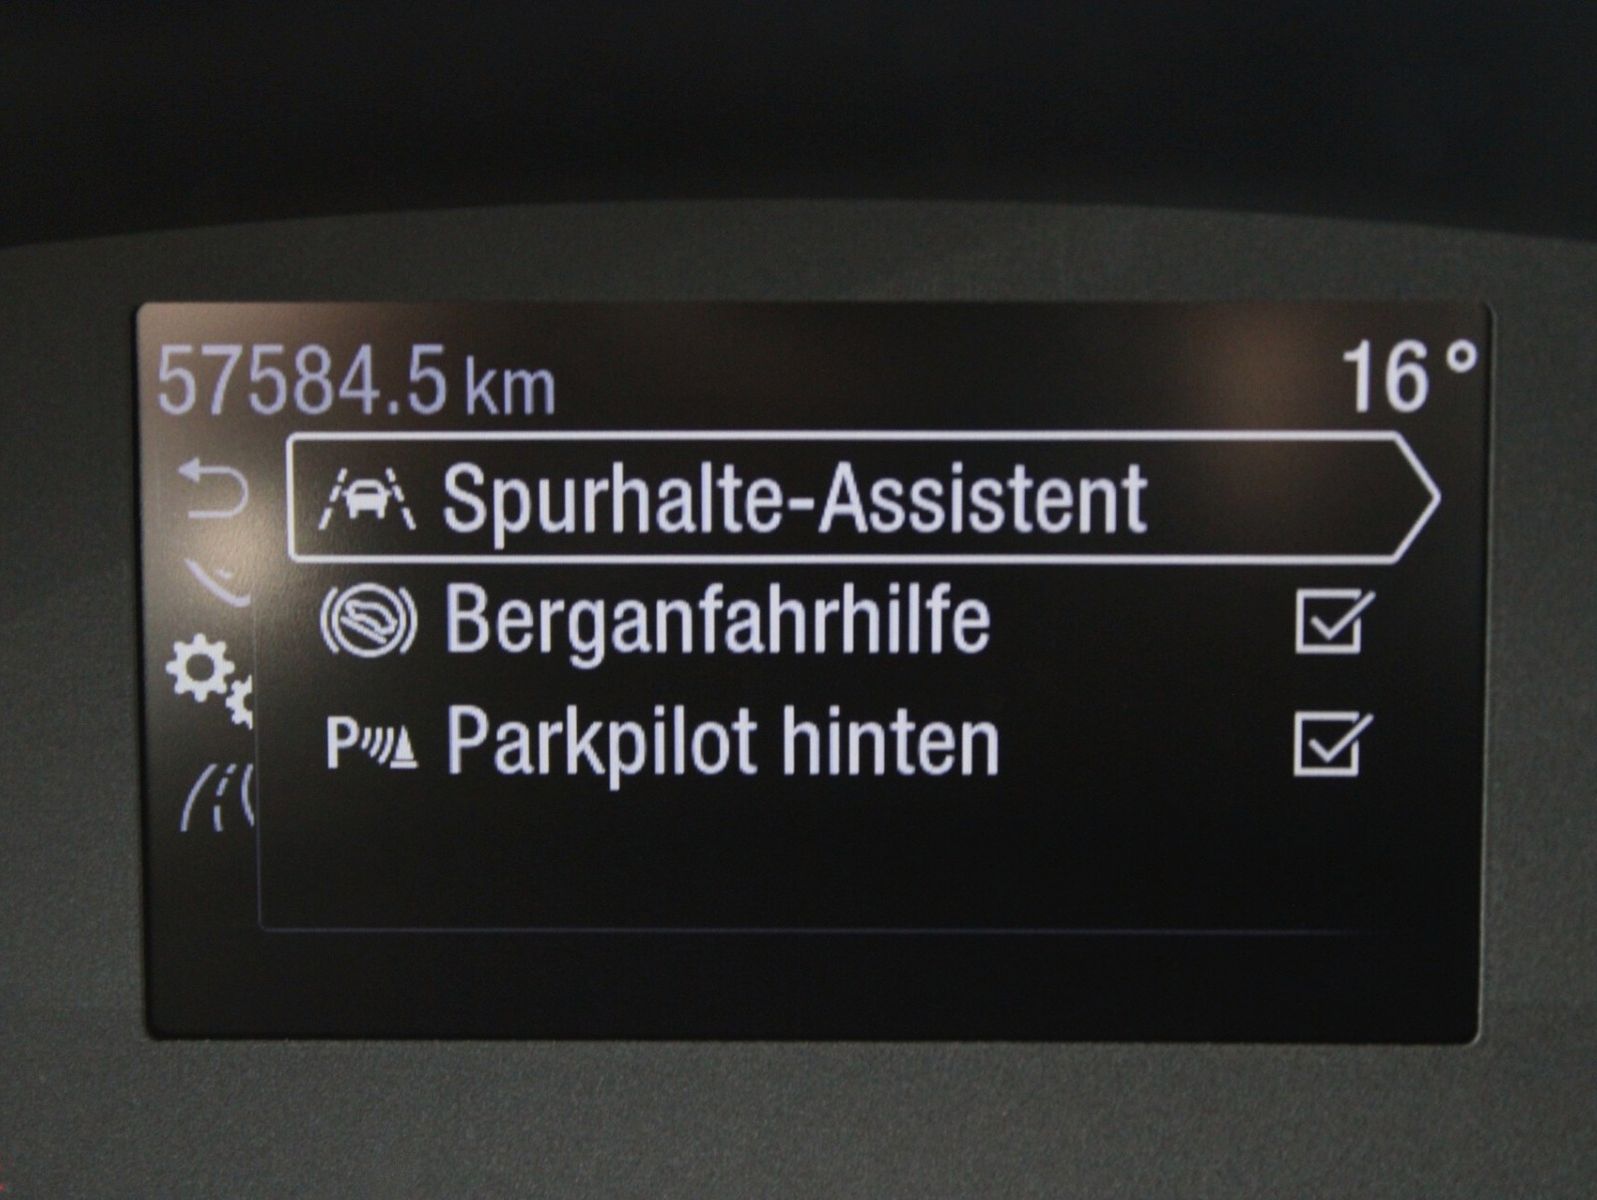 57584.5 km 16°
Spurhalte-Assistent
Berganfahrhilfe
P Parkpilot hinten